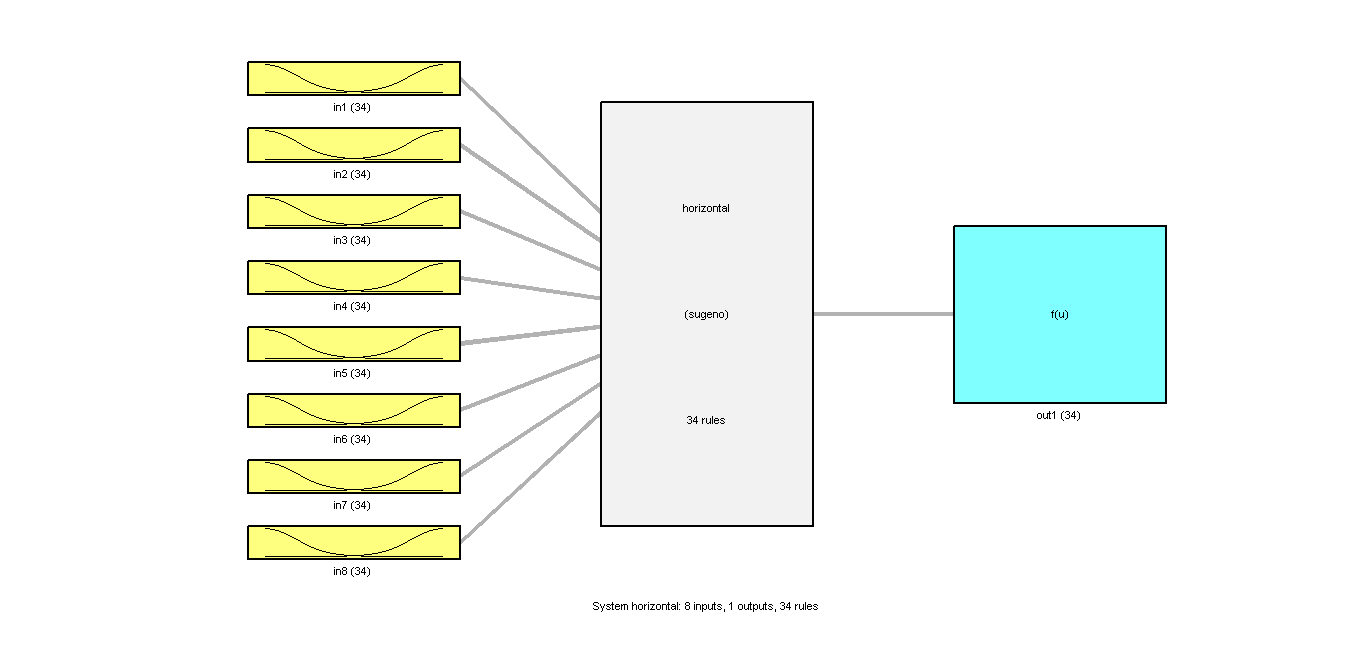 in1 (34)
in2 (34)
in3 (34)
in4 (34)
in5 (34)
in6 (34)
in7 (34)
in8 (34)
horizontal
(sugeno)
34 rules
f(u)
out1 (34)
System horizontal: 8 inputs, 1 outputs, 34 rules